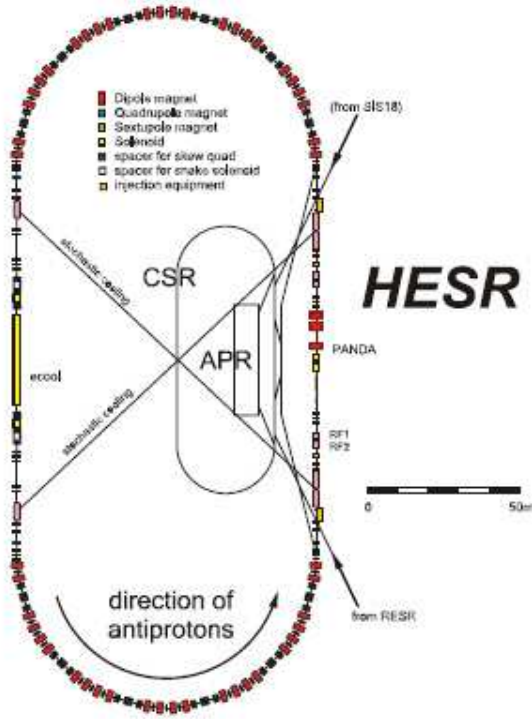 Dipole magnet
Quadrupole magnet
Sextupole magnet
Solenoid
spacer for skew quad
spacer for snake solenoid
injection equipment
(from SIS18)
stochastic cooling
CSR
HESR
APR
PANDA
ecool
stochastic cooling
RF1
RF2
0
50m
direction of
antiprotons
from RESR